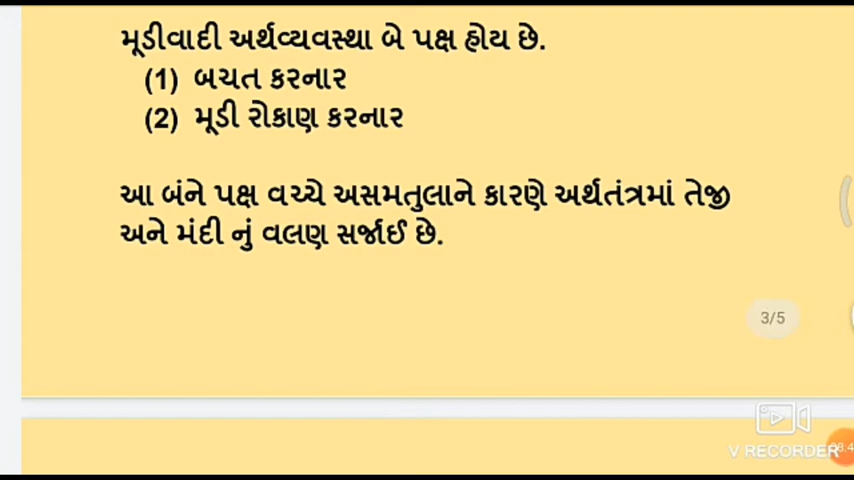 મૂડીવાદી અર્થવ્યવસ્થા બે પક્ષ હોય છે.
(1) બચત કરનાર
(2) મૂડી રોકાણ કરનાર
આ બંને પક્ષ વચ્ચે અસમતુલાને કારણે અર્થતંત્રમાં તેજી
અને મંદી નું વલણ સર્જાઈ છે.
3/5
V RECORDER